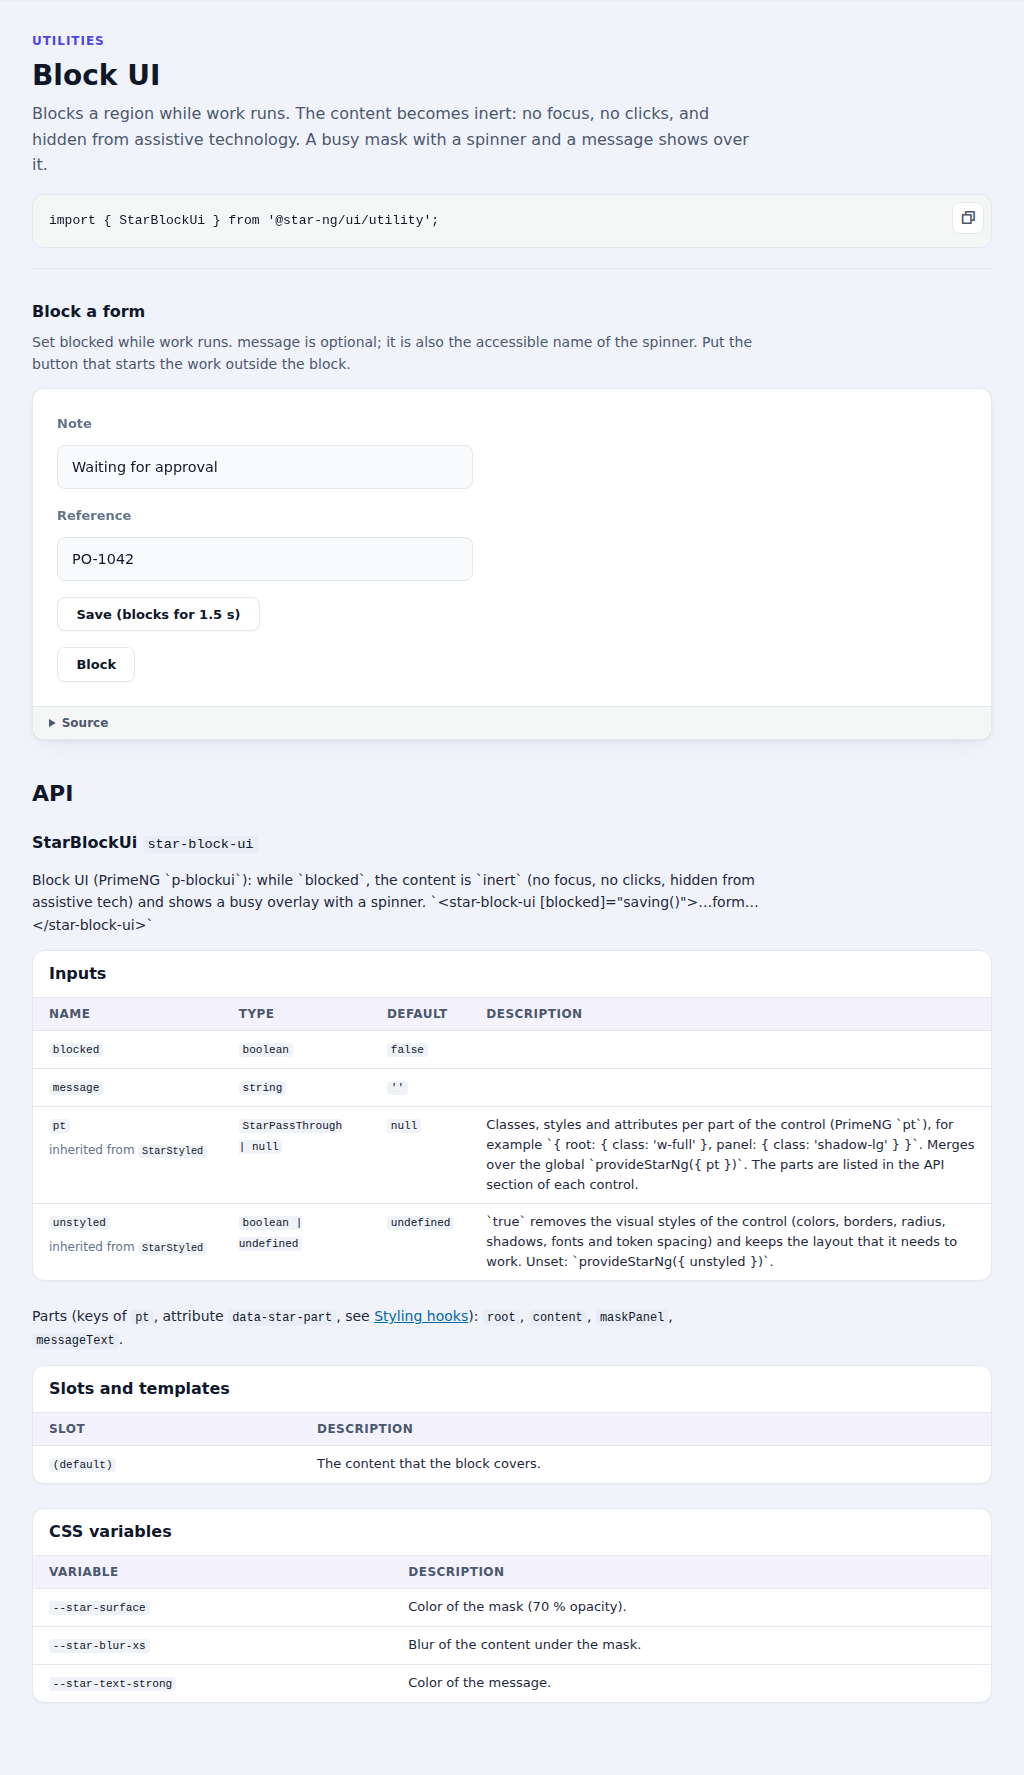 UTILITIES
Block UI
Blocks a region while work runs. The content becomes inert: no focus, no clicks, and
hidden from assistive technology. A busy mask with a spinner and a message shows over
it.
import { StarBlockUi } from '@star-ng/ui/utility';
Block a form
Set blocked while work runs. message is optional; it is also the accessible name of the spinner. Put the
button that starts the work outside the block.
Note
Waiting for approval
Reference
PO-1042
Save (blocks for 1.5 s)
Block
Source
API
StarBlockUi star-block-ui
Block UI (PrimeNG `p-blockui`): while `blocked`, the content is `inert` (no focus, no clicks, hidden from
assistive tech) and shows a busy overlay with a spinner. `<star-block-ui [blocked]="saving()">…form…
</star-block-ui>`
Inputs
NAME TYPE DEFAULT DESCRIPTION
blocked boolean false
message string ''
pt StarPassThrough null Classes, styles and attributes per part of the control (PrimeNG `pt`), for
inherited from StarStyled | null example `{ root: { class: 'w-full' }, panel: { class: 'shadow-lg' } }`. Merges
over the global `provideStarNg({ pt })`. The parts are listed in the API
section of each control.
unstyled boolean | undefined `true` removes the visual styles of the control (colors, borders, radius,
inherited from StarStyled undefined shadows, fonts and token spacing) and keeps the layout that it needs to
work. Unset: `provideStarNg({ unstyled })`.
Parts (keys of pt, attribute data-star-part, see Styling hooks): root, content, maskPanel,
messageText.
Slots and templates
SLOT DESCRIPTION
(default) The content that the block covers.
CSS variables
VARIABLE DESCRIPTION
--star-surface Color of the mask (70 % opacity).
--star-blur-xs Blur of the content under the mask.
--star-text-strong Color of the message.